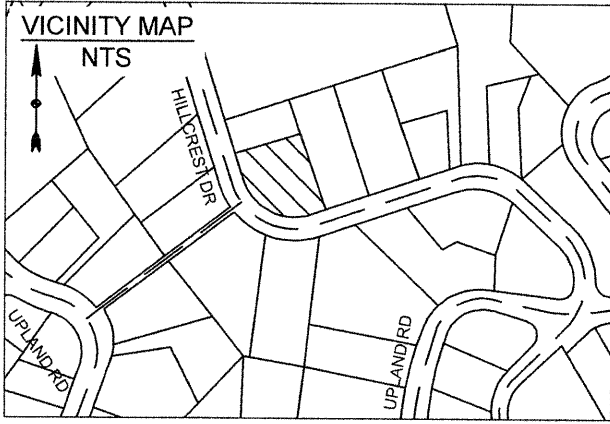 VICINITY MAP
NTS
HILLCREST DR
UPLAND RD
UPLAND RD